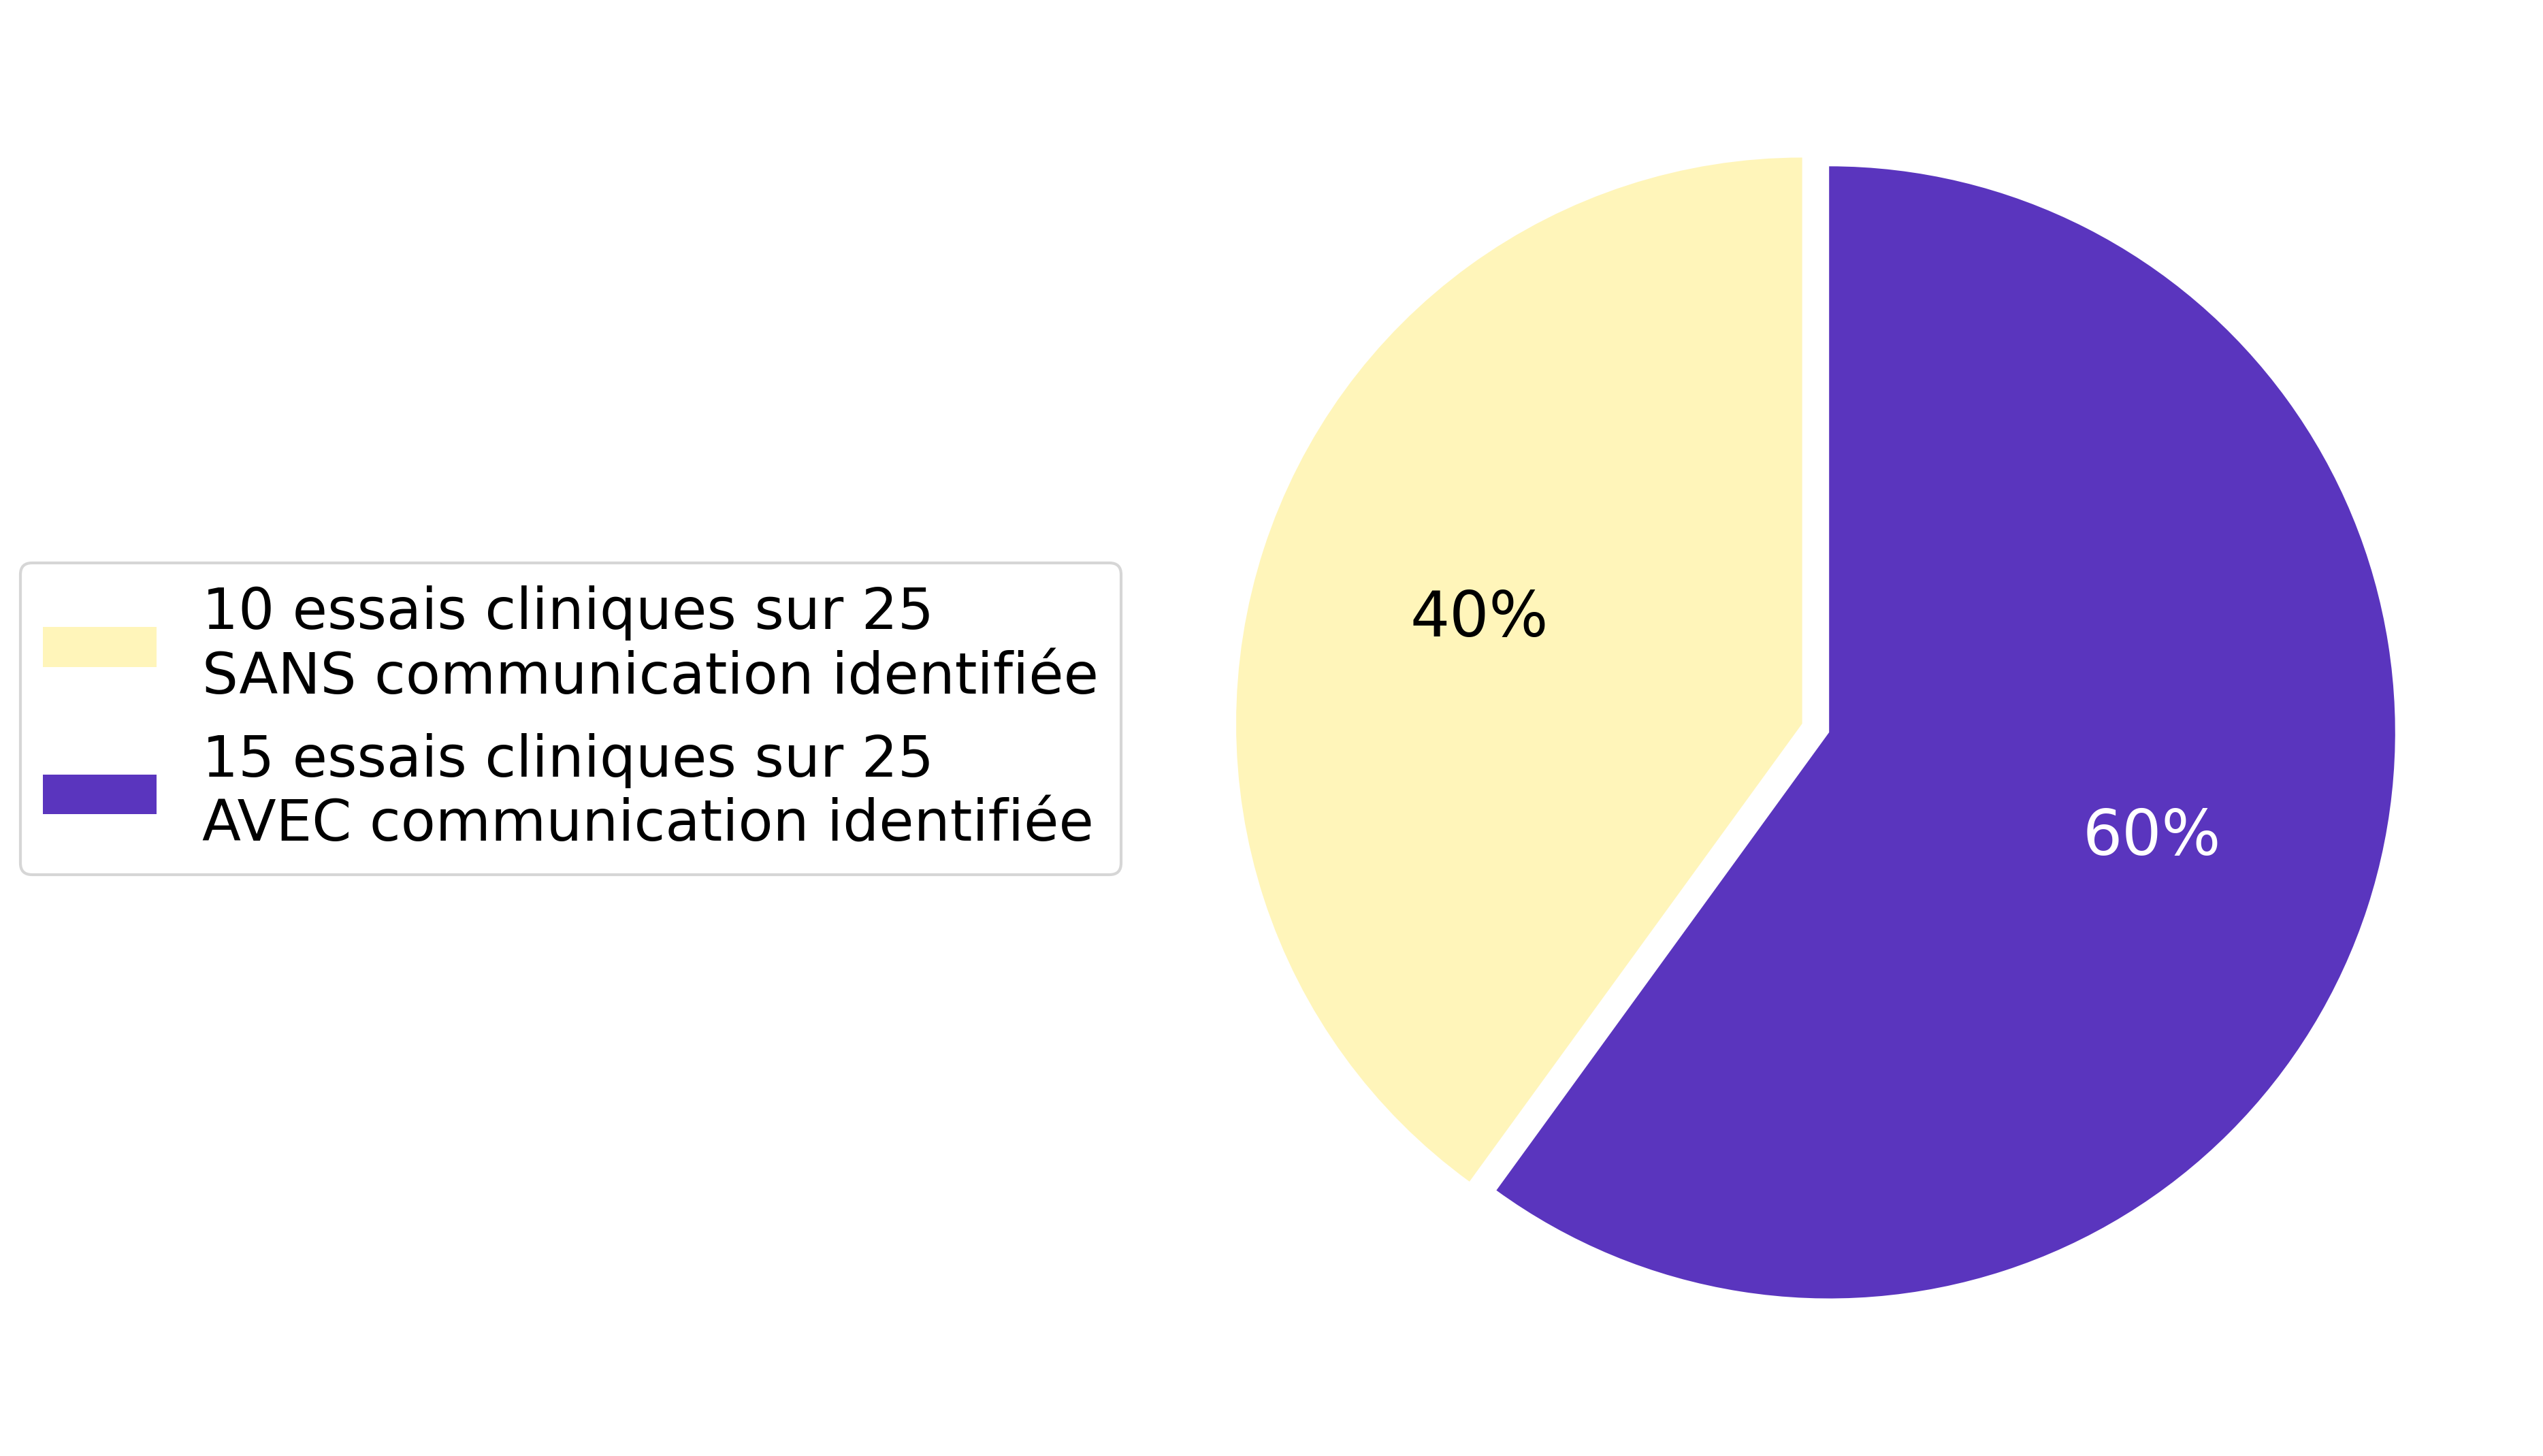 10 essais cliniques sur 25
SANS communication identifiée
15 essais cliniques sur 25
AVEC communication identifiée
40%
60%